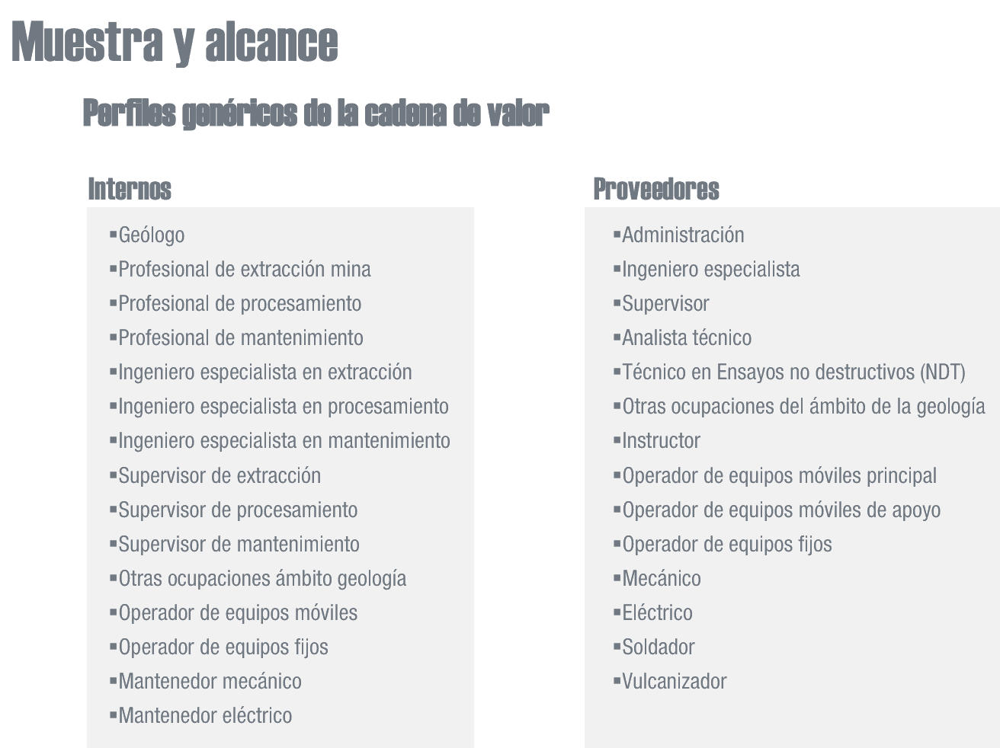 Muestra y alcance
Perfiles genéricos de la cadena de valor
Internos
▪Geólogo
▪Profesional de extracción mina
▪Profesional de procesamiento
▪Profesional de mantenimiento
▪Ingeniero especialista en extracción
▪Ingeniero especialista en procesamiento
▪Ingeniero especialista en mantenimiento
▪Supervisor de extracción
▪Supervisor de procesamiento
▪Supervisor de mantenimiento
▪Otras ocupaciones ámbito geología
▪Operador de equipos móviles
▪Operador de equipos fijos
▪Mantenedor mecánico
▪Mantenedor eléctrico
Proveedores
▪Administración
▪Ingeniero especialista
▪Supervisor
▪Analista técnico
▪Técnico en Ensayos no destructivos (NDT)
▪Otras ocupaciones del ámbito de la geología
▪Instructor
▪Operador de equipos móviles principal
▪Operador de equipos móviles de apoyo
▪Operador de equipos fijos
▪Mecánico
▪Eléctrico
▪Soldador
▪Vulcanizador